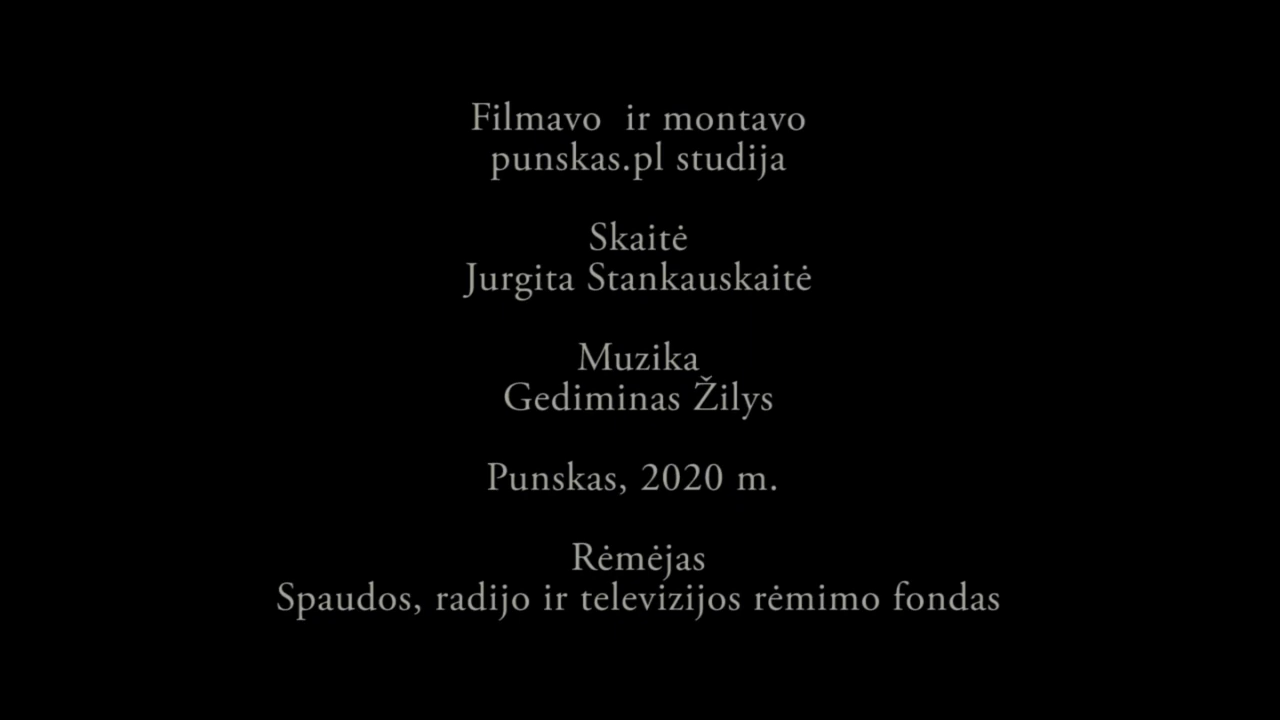 Filmavo ir montavo
punskas.pl studija
Skaitė
Jurgita Stankauskaitė
Muzika
Gediminas Žilys
Punskas, 2020 m.
Rėmėjas
Spaudos, radijo ir televizijos rėmimo fondas